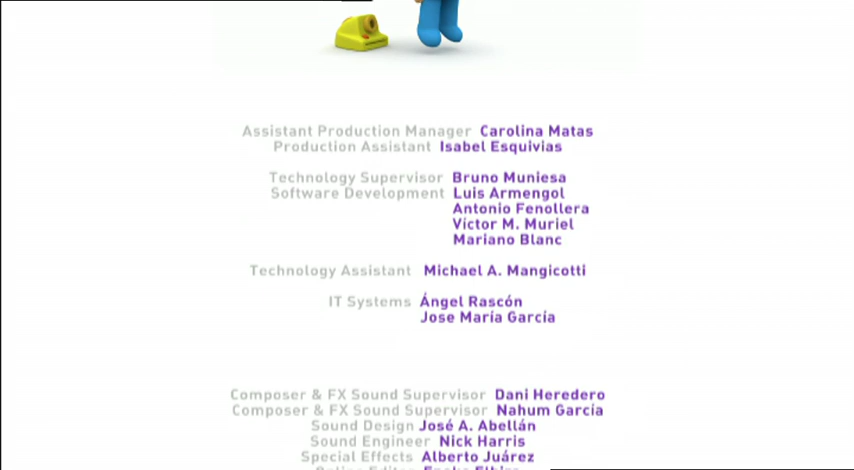 Assistant Production Manager Carolina Matas
Production Assistant Isabel Esquivias
Technology Supervisor Bruno Muniesa
Software Development Luis Armengol
Antonio Fenollera
Víctor M. Muriel
Mariano Blanc
Technology Assistant Michael A. Mangicotti
IT Systems Ángel Rascón
Jose María García
Composer & FX Sound Supervisor Dani Heredero
Composer & FX Sound Supervisor Nahum García
Sound Design José A. Abellán
Sound Engineer Nick Harris
Special Effects Alberto Juárez